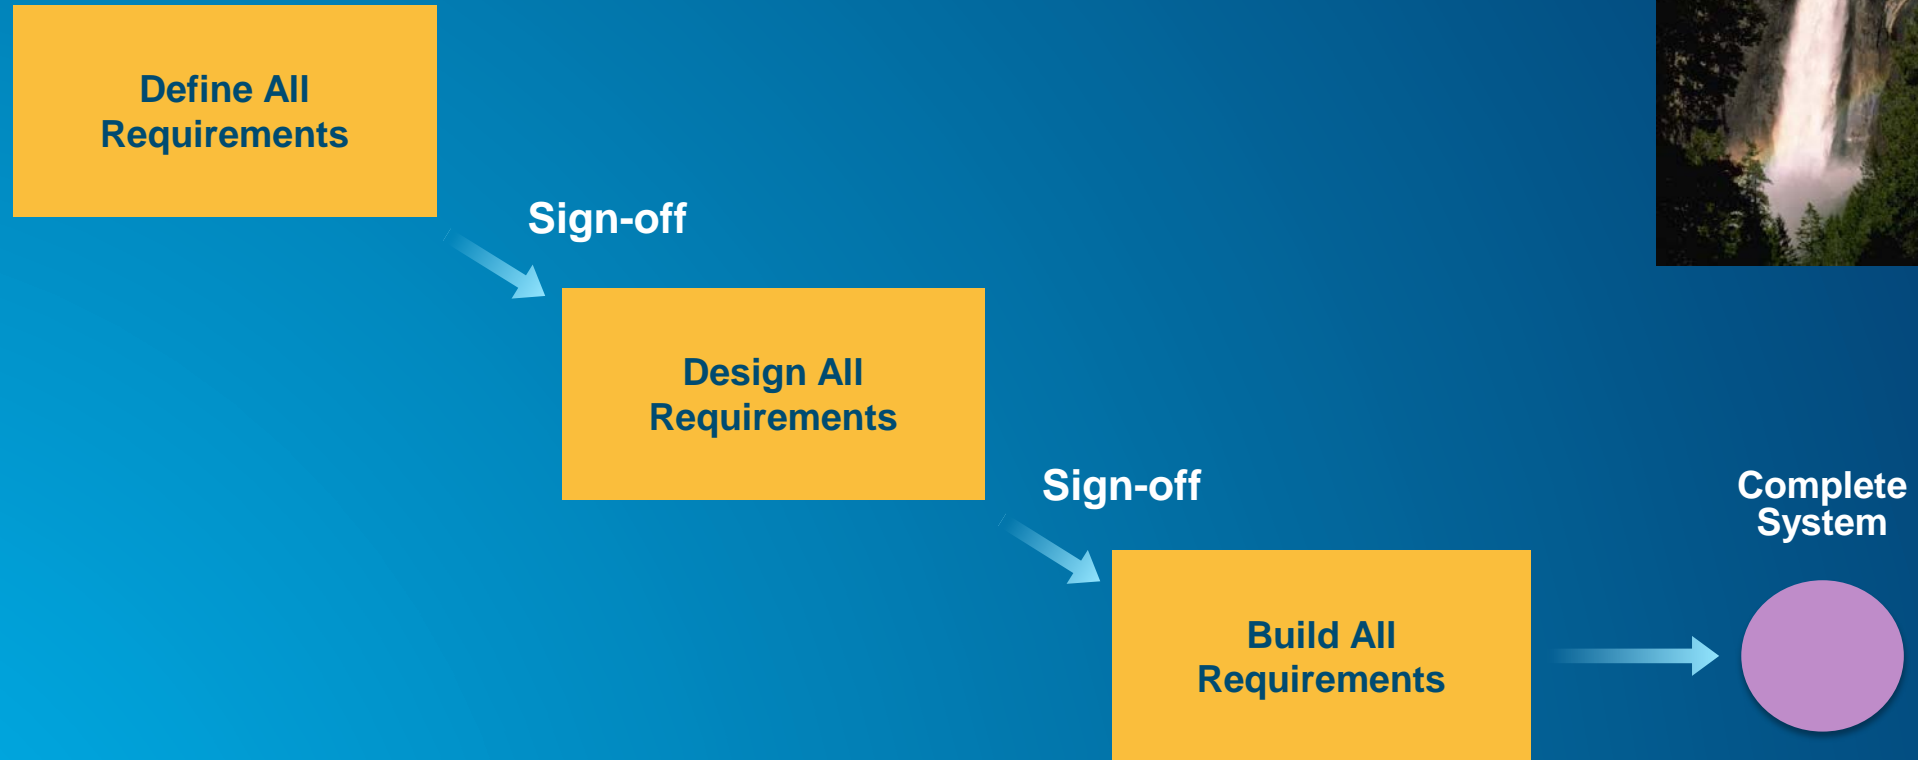 Define All
Requirements
Sign-off
Design All
Requirements
Sign-off
Build All
Requirements
Complete
System